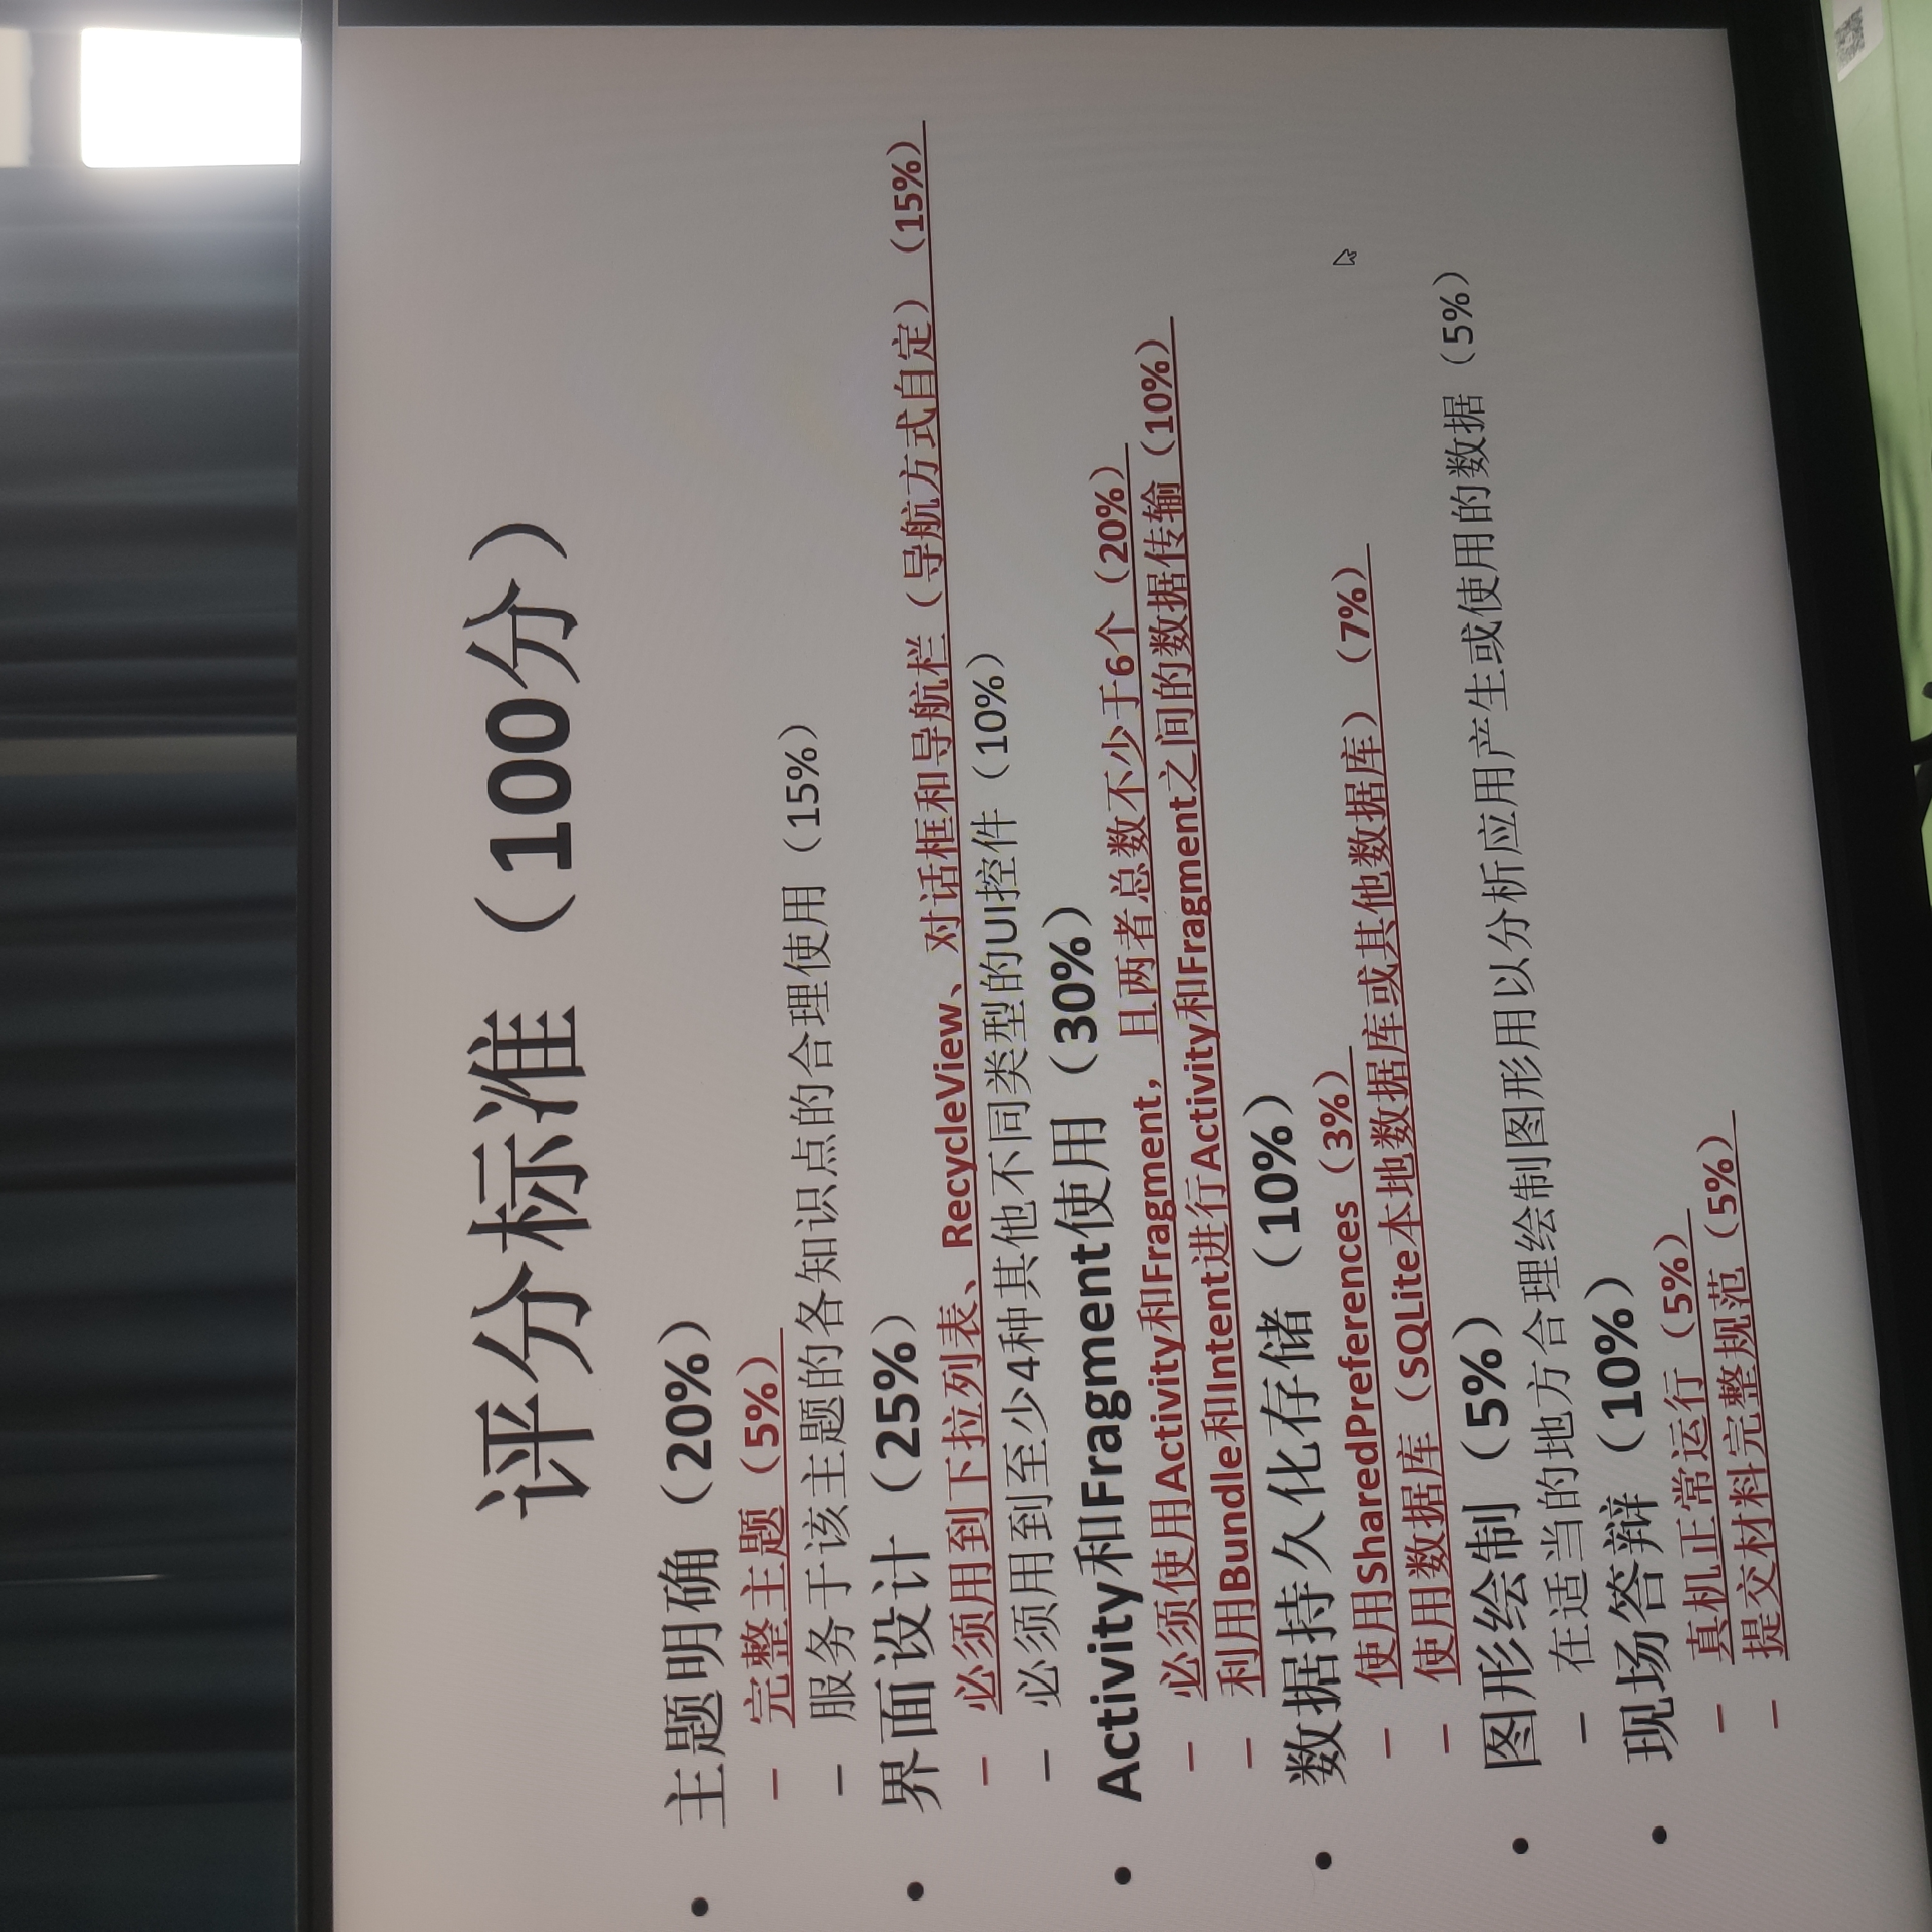 评分标准（100分）
• 主题明确（20%）
– 完整主题（5%）
– 服务于该主题的各知识点的合理使用（15%）
• 界面设计（25%）
– 必须用到下拉列表、RecycleView、对话框和导航栏（导航方式自定）（15%）
– 必须用到至少4种其他不同类型的UI控件（10%）
• Activity和Fragment使用（30%）
– 必须使用Activity和Fragment，且两者总数不少于6个（20%）
– 利用Bundle和Intent进行Activity和Fragment之间的数据传输（10%）
• 数据持久化存储（10%）
– 使用SharedPreferences（3%）
– 使用数据库（SQLite本地数据库或其他数据库）（7%）
• 图形绘制（5%）
– 在适当的地方合理绘制图形用以分析应用产生或使用的数据（5%）
• 现场答辩（10%）
– 真机正常运行（5%）
– 提交材料完整规范（5%）